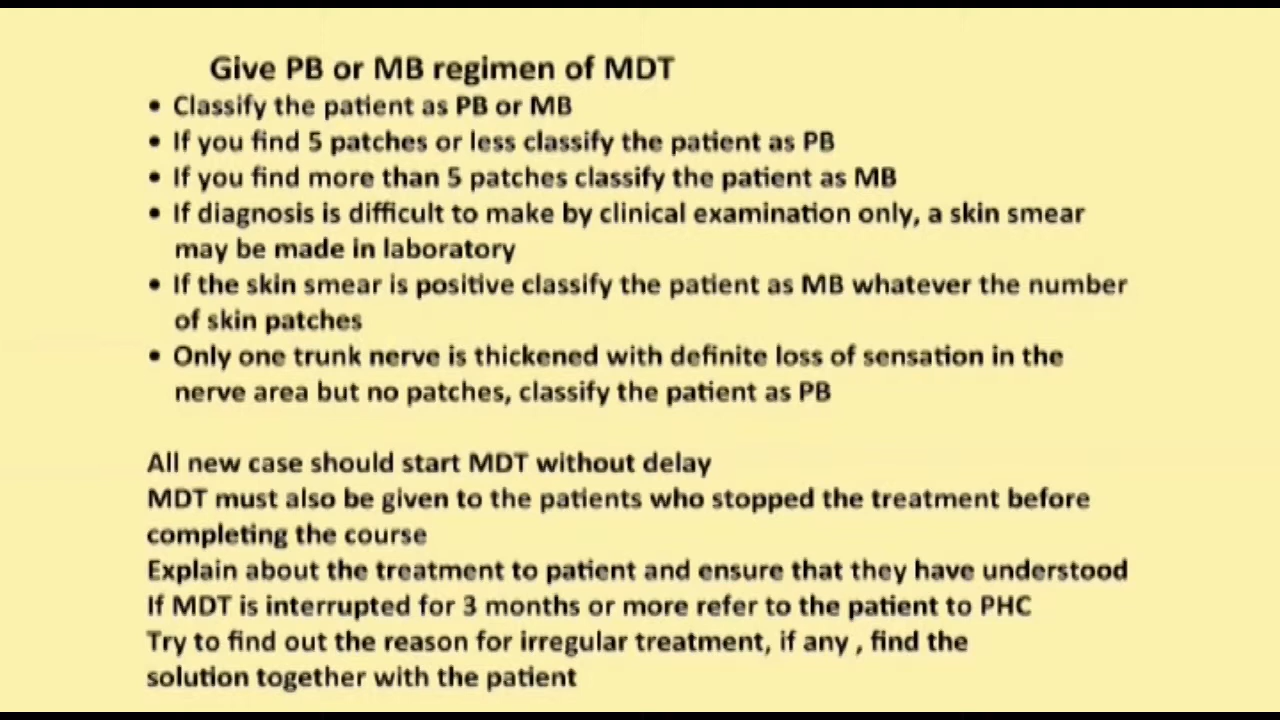 Give PB or MB regimen of MDT
• Classify the patient as PB or MB
• If you find 5 patches or less classify the patient as PB
• If you find more than 5 patches classify the patient as MB
• If diagnosis is difficult to make by clinical examination only, a skin smear
may be made in laboratory
• If the skin smear is positive classify the patient as MB whatever the number
of skin patches
• Only one trunk nerve is thickened with definite loss of sensation in the
nerve area but no patches, classify the patient as PB
All new case should start MDT without delay
MDT must also be given to the patients who stopped the treatment before
completing the course
Explain about the treatment to patient and ensure that they have understood
If MDT is interrupted for 3 months or more refer to the patient to PHC
Try to find out the reason for irregular treatment, if any , find the
solution together with the patient